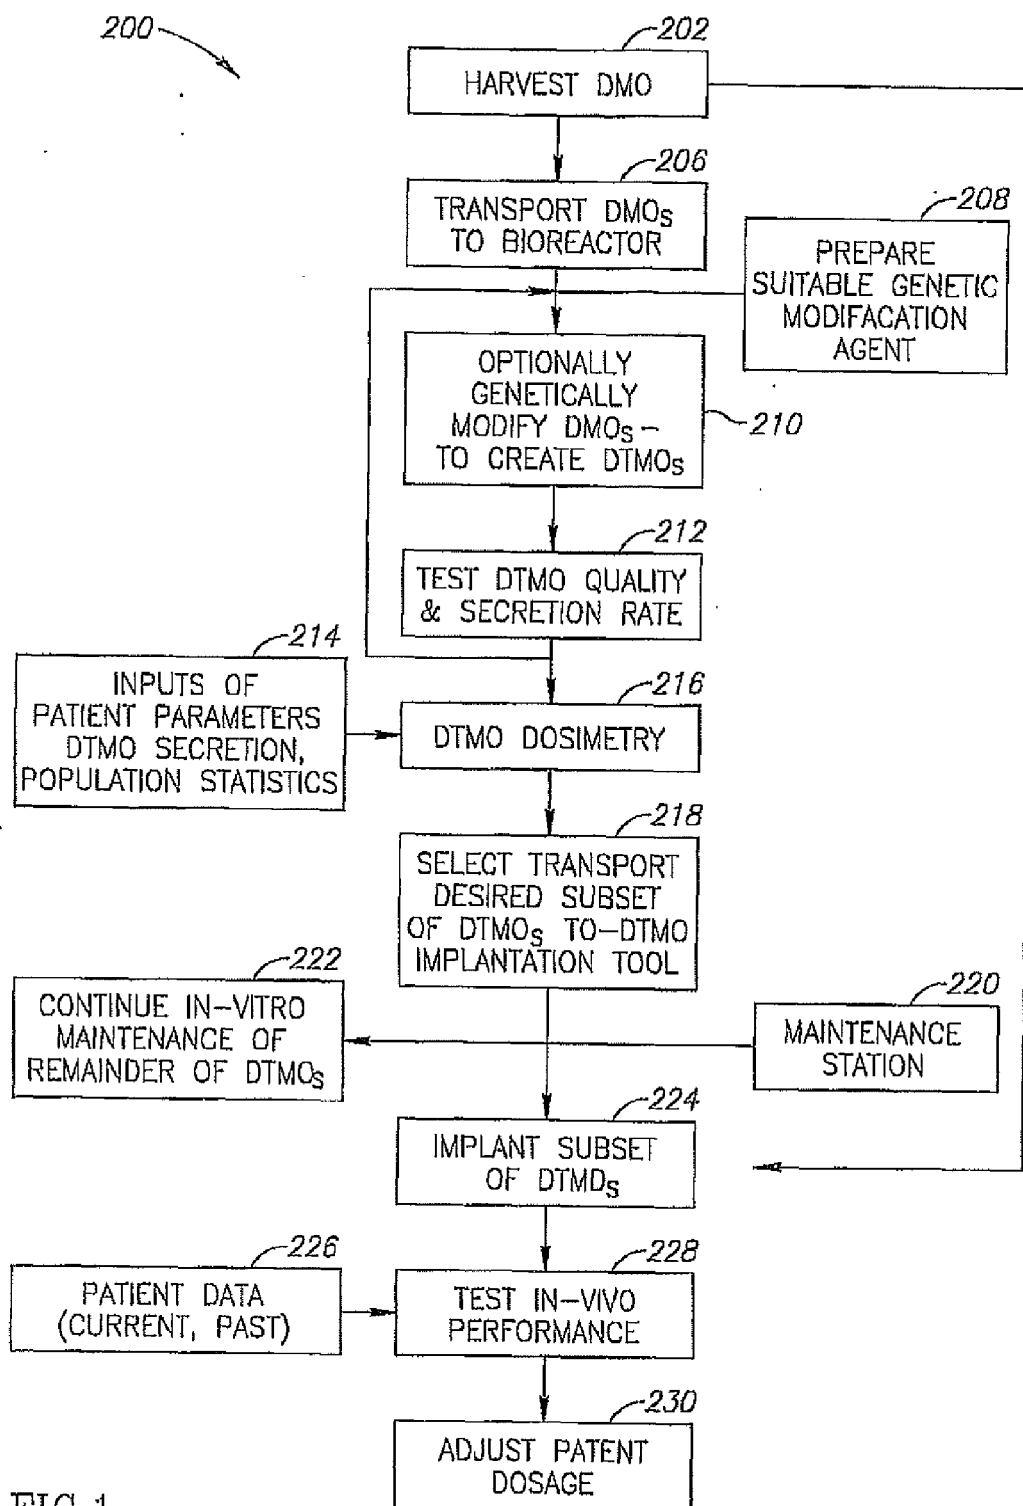 200
202
HARVEST DMO
206
TRANSPORT DMOs
TO BIOREACTOR
208
PREPARE
SUITABLE GENETIC
MODIFACATION
AGENT
OPTIONALLY
GENETICALLY
MODIFY DMOs-
TO CREATE DTMOs
210
212
TEST DTMO QUALITY
& SECRETION RATE
214
INPUTS OF
PATIENT PARAMETERS
DTMO SECRETION,
POPULATION STATISTICS
216
DTMO DOSIMETRY
218
SELECT TRANSPORT
DESIRED SUBSET
OF DTMOs TO-DTMO
IMPLANTATION TOOL
222
CONTINUE IN-VITRO
MAINTENANCE OF
REMAINDER OF DTMOs
220
MAINTENANCE
STATION
224
IMPLANT SUBSET
OF DTMDs
226
PATIENT DATA
(CURRENT, PAST)
228
TEST IN-VIVO
PERFORMANCE
230
ADJUST PATENT
DOSAGE
FIG.1